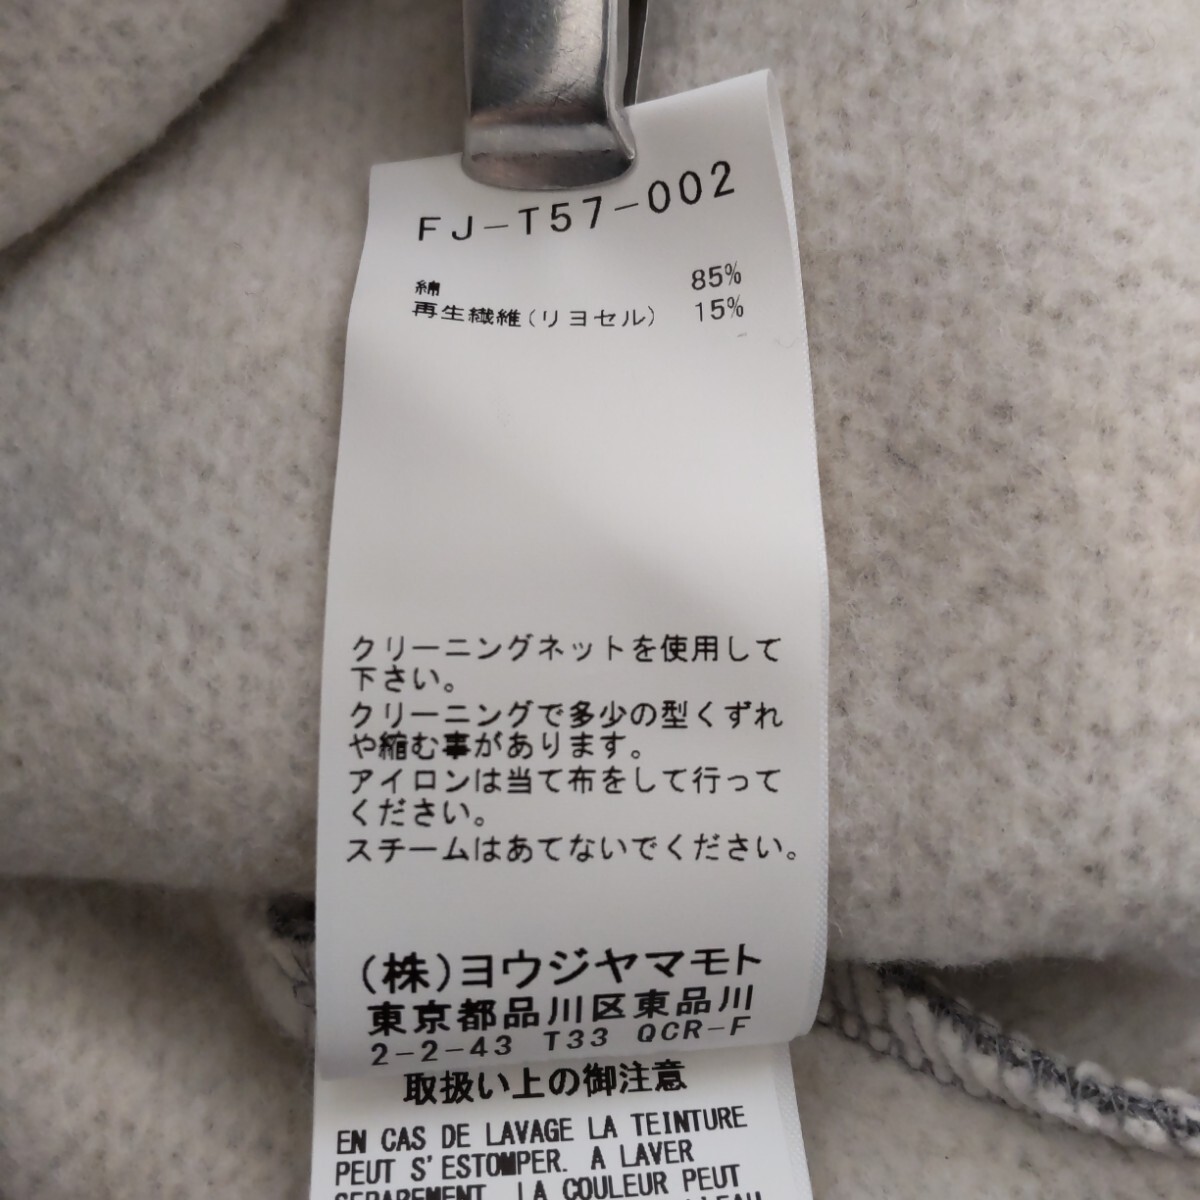 FJ-T57-002
綿 85%
再生繊維(リヨセル) 15%
クリーニングネットを使用して
下さい。
クリーニングで多少の型くずれ
や縮む事があります。
アイロンは当て布をして行って
ください。
スチームはあてないでください。
(株)ヨウジヤマモト
東京都品川区東品川
2-2-43 T33 QCR-F
取扱い上の御注意
EN CAS DE LAVAGE LA TEINTURE
PEUT S'ESTOMPER. A LAVER
SEPAREMENT. LA COULEUR PEUT